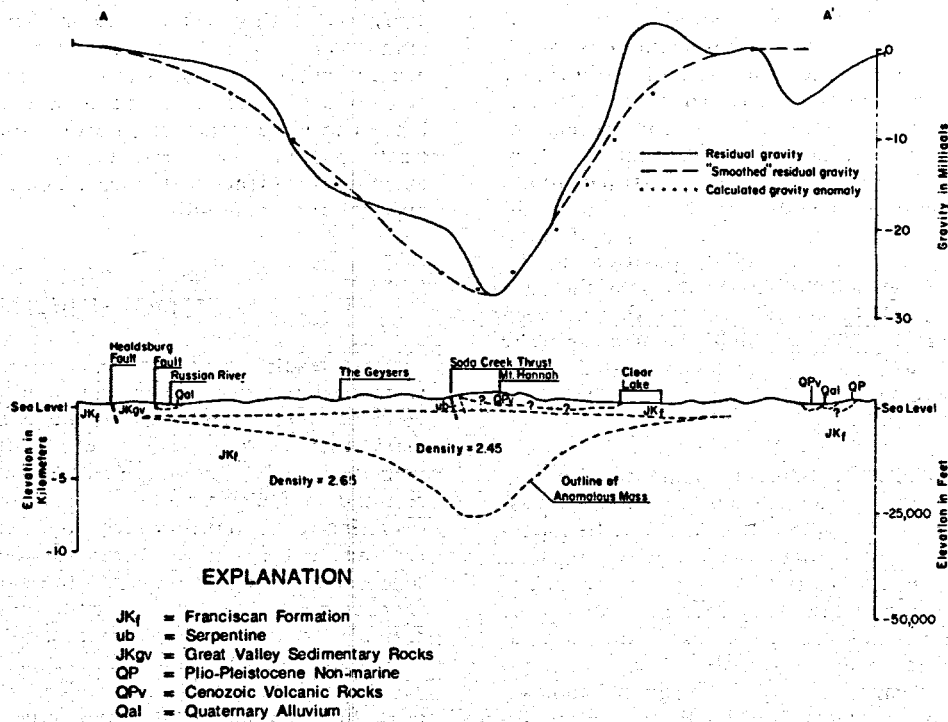 A
A'
0
-10
-20
-30
Gravity in Milligals
Residual gravity
"Smoothed" residual gravity
Calculated gravity anomaly
Healdsburg
Fault
Fault
Russian River
Qal
The Geysers
Soda Creek Thrust
Mt. Hannah
Clear
Lake
QPv
Qal
QP
Sea Level
JKf
JKgv
ub
?
QPv
?
?
JKf
?
Sea Level
JKf
JKf
Density = 2.45
Density = 2.65
Outline of
Anomalous Mass
-5
-10
Elevation in
Kilometers
-25,000
-50,000
Elevation in Feet
EXPLANATION
JKf = Franciscan Formation
ub = Serpentine
JKgv = Great Valley Sedimentary Rocks
QP = Plio-Pleistocene Non-marine
QPv = Cenozoic Volcanic Rocks
Qal = Quaternary Alluvium